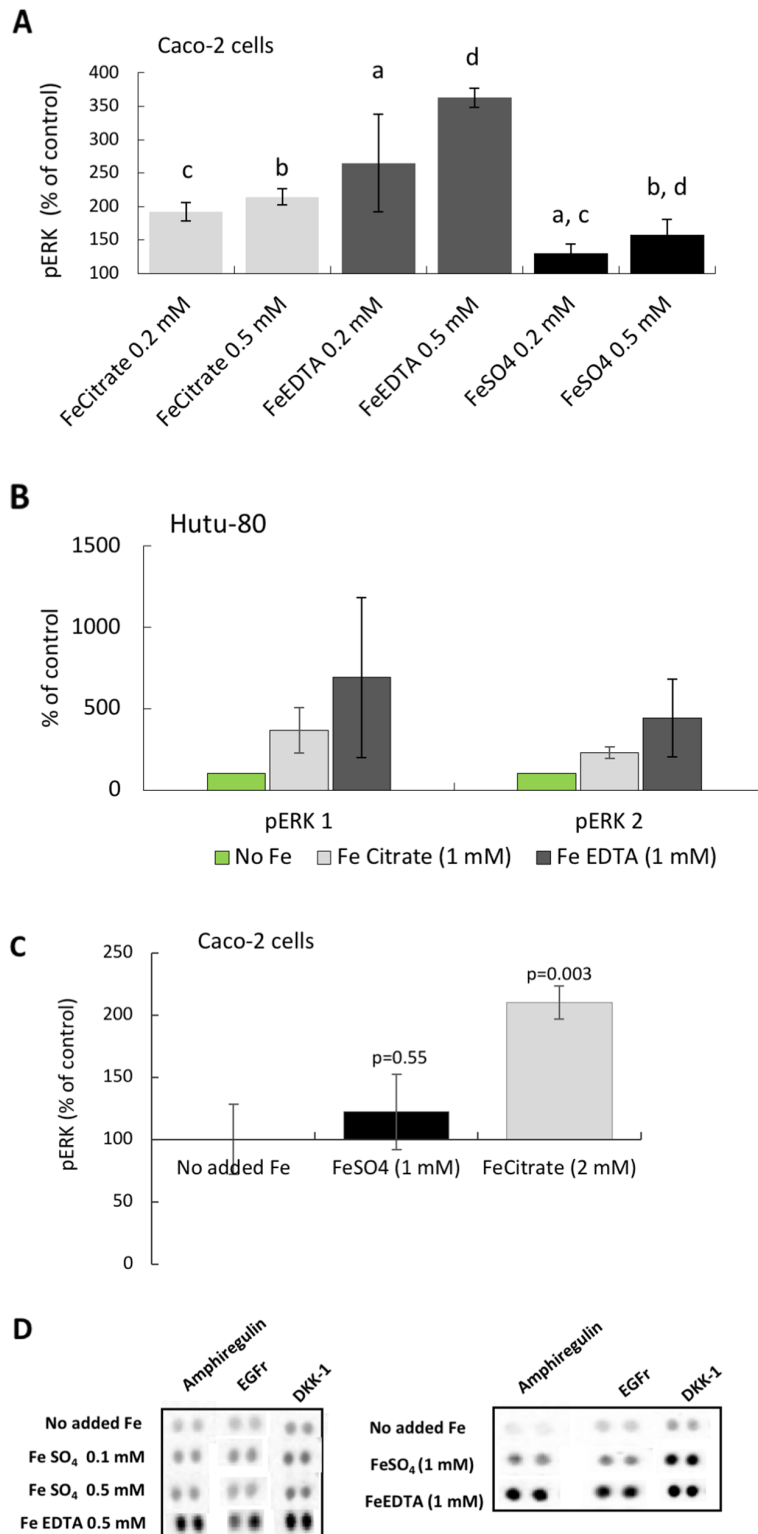 A
Caco-2 cells
pERK (% of control)
400
350
300
250
200
150
100
c
b
a
d
a, c
b, d
FeCitrate 0.2 mM
FeCitrate 0.5 mM
FeEDTA 0.2 mM
FeEDTA 0.5 mM
FeSO4 0.2 mM
FeSO4 0.5 mM
B
Hutu-80
% of control
1500
1000
500
0
pERK 1 pERK 2
No Fe Fe Citrate (1 mM) Fe EDTA (1 mM)
C
Caco-2 cells
pERK (% of control)
250
200
150
100
50
0
p=0.55
p=0.003
No added Fe FeSO4 (1 mM) FeCitrate (2 mM)
D
Amphiregulin EGFr DKK-1
No added Fe
Fe SO₄ 0.1 mM
Fe SO₄ 0.5 mM
Fe EDTA 0.5 mM
Amphiregulin EGFr DKK-1
No added Fe
FeSO₄ (1 mM)
FeEDTA (1 mM)